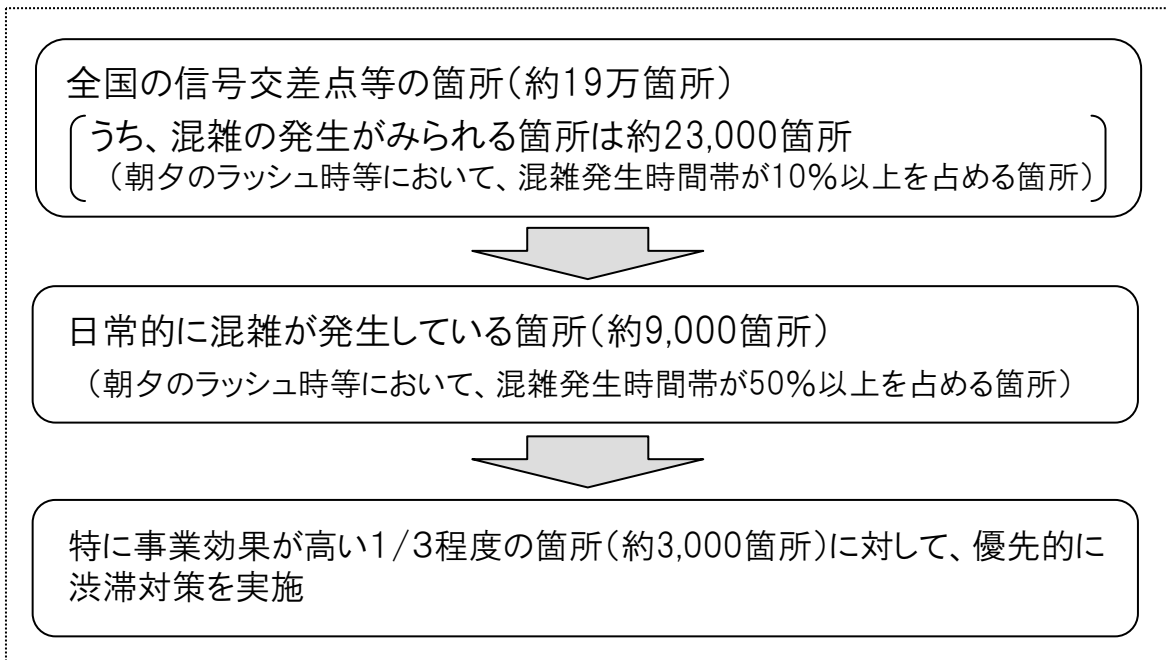 全国の信号交差点等の箇所(約19万箇所)
うち、混雑の発生がみられる箇所は約23,000箇所
(朝夕のラッシュ時等において、混雑発生時間帯が10%以上を占める箇所)
日常的に混雑が発生している箇所(約9,000箇所)
(朝夕のラッシュ時等において、混雑発生時間帯が50%以上を占める箇所)
特に事業効果が高い1/3程度の箇所(約3,000箇所)に対して、優先的に
渋滞対策を実施